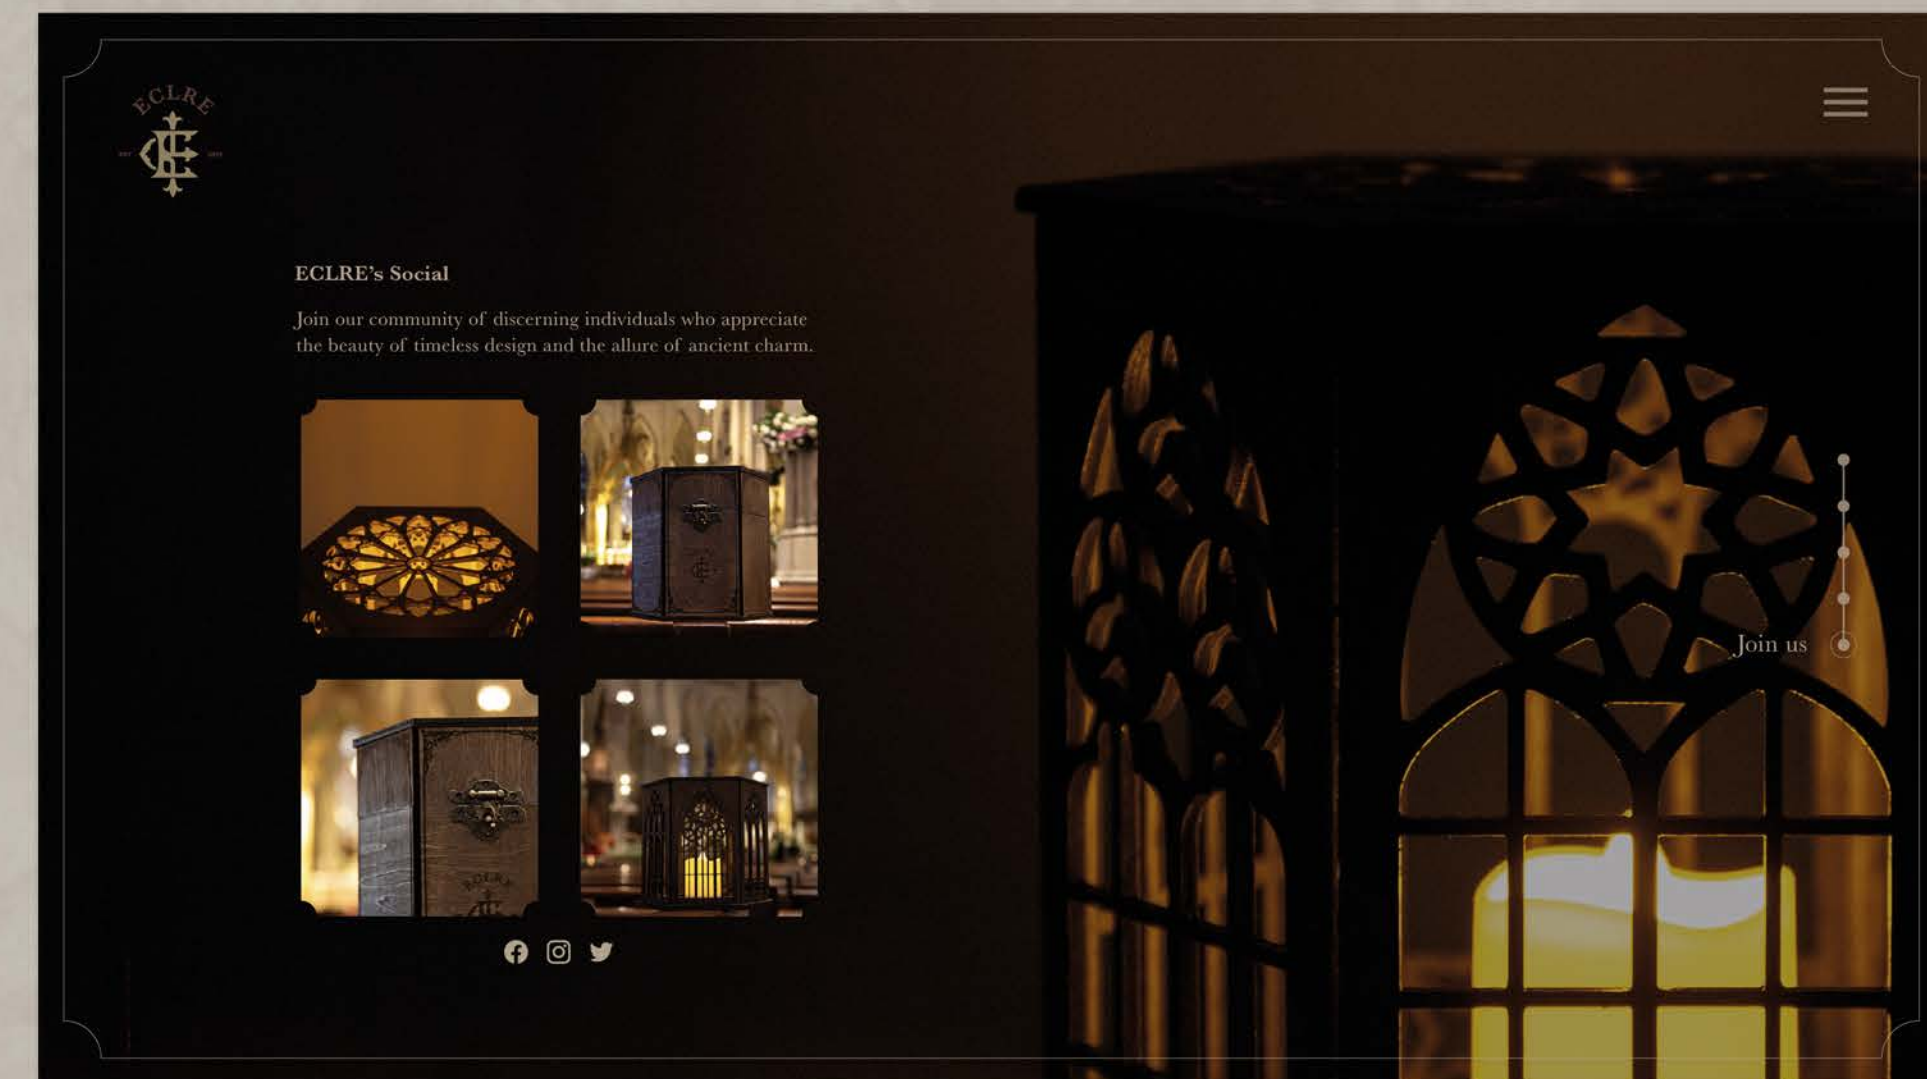 ECLRE
ECLRE's Social
Join our community of discerning individuals who appreciate
the beauty of timeless design and the allure of ancient charm.
Join us
ECLRE